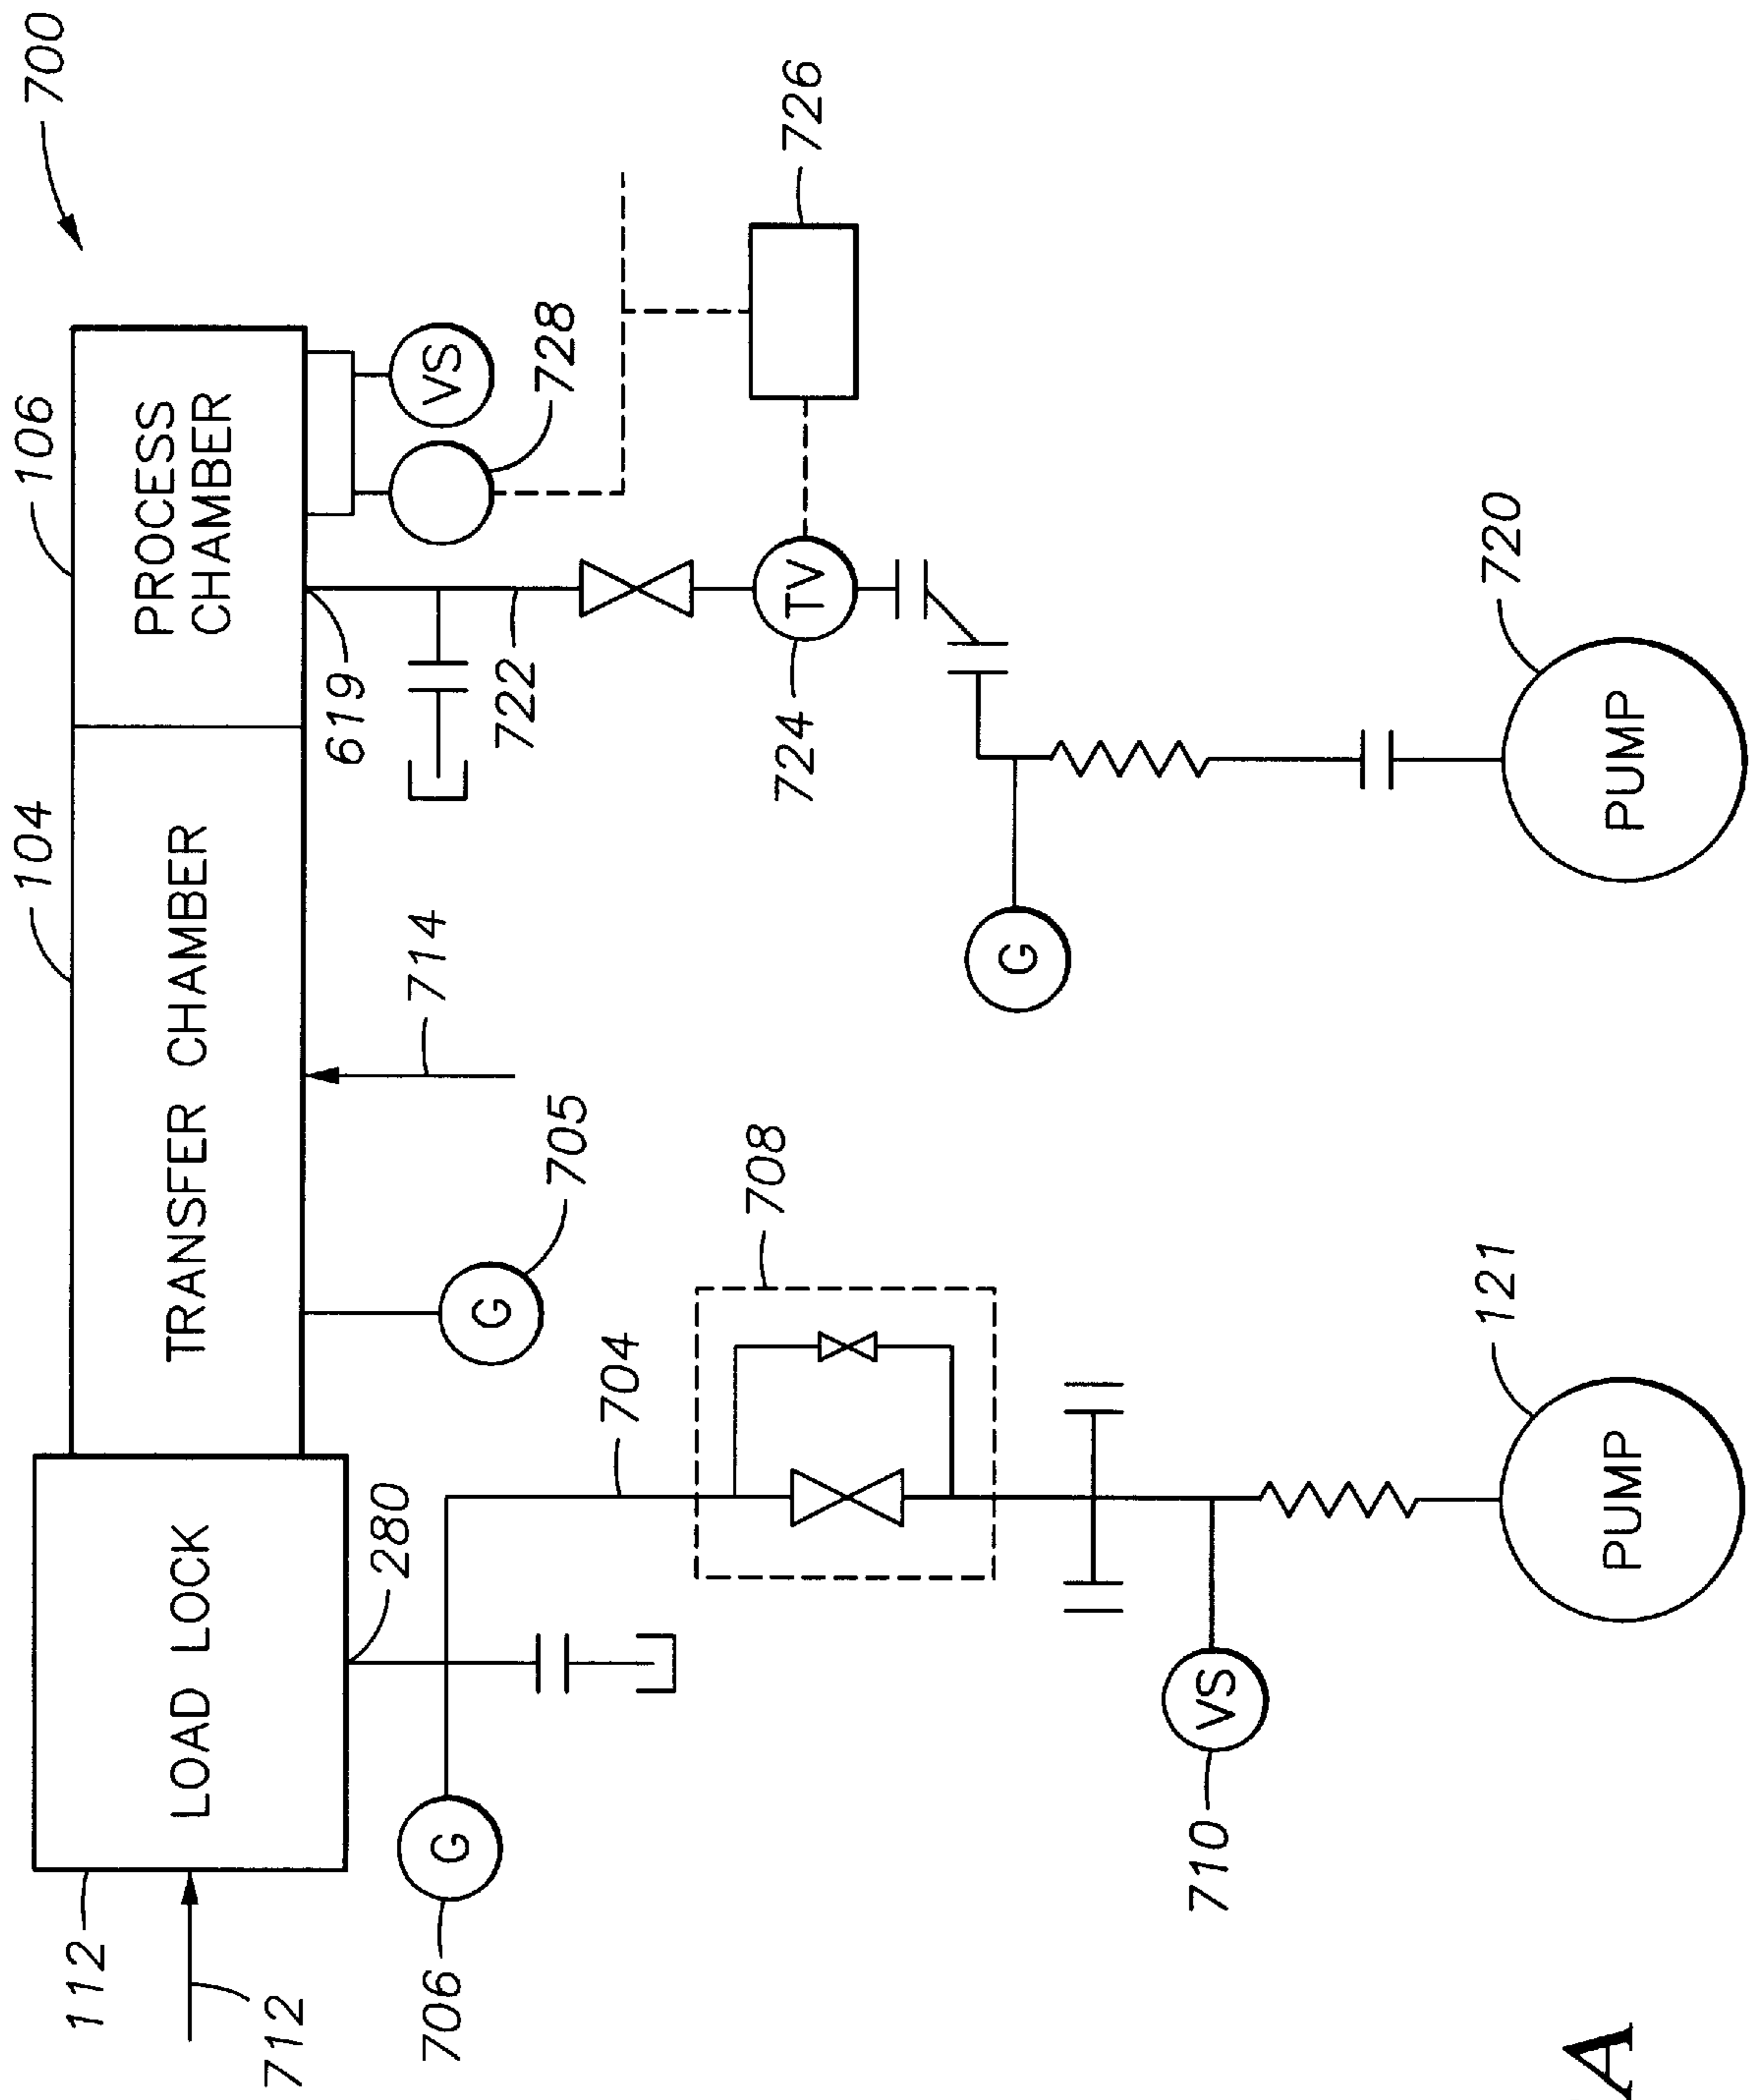 700
106
PROCESS
CHAMBER
VS
728
726
104
TRANSFER CHAMBER
619
722
TV
724
714
G
720
PUMP
705
G
708
704
112
LOAD LOCK
280
712
G
706
VS
710
121
PUMP
A